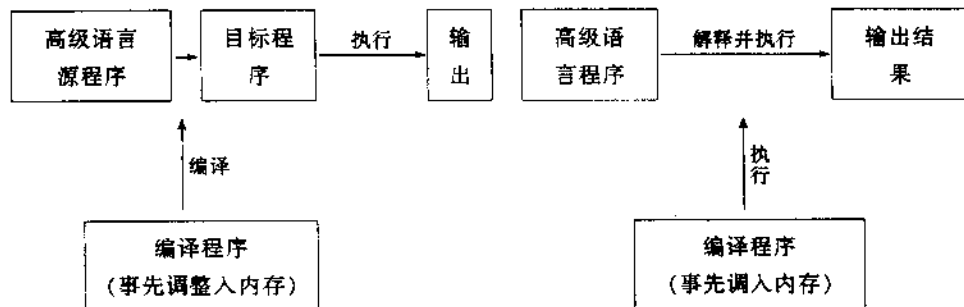 高级语言
源程序
目标程
序
执行
输
出
编译
编译程序
(事先调整入内存)
高级语
言程序
解释并执行
输出结
果
执
行
编译程序
(事先调入内存)